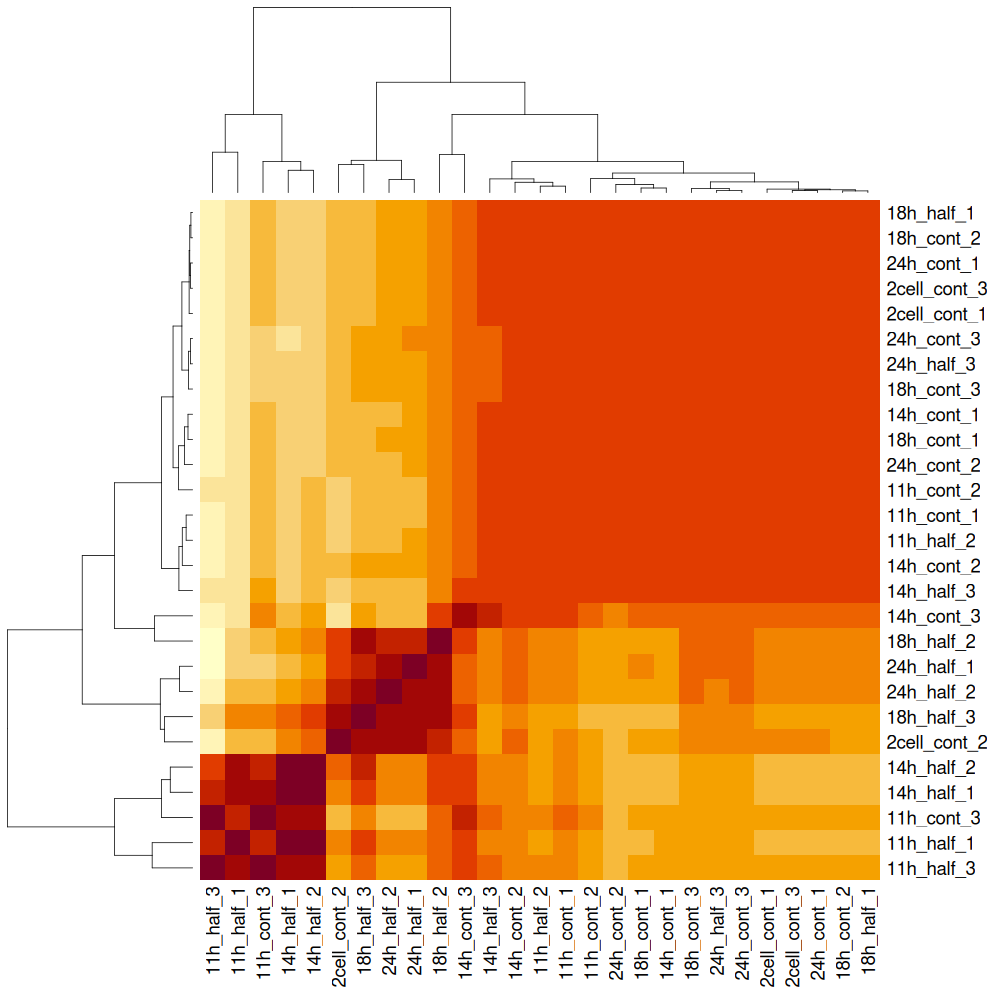 18h_half_1
18h_cont_2
24h_cont_1
2cell_cont_3
2cell_cont_1
24h_cont_3
24h_half_3
18h_cont_3
14h_cont_1
18h_cont_1
24h_cont_2
11h_cont_2
11h_cont_1
11h_half_2
14h_cont_2
14h_half_3
14h_cont_3
18h_half_2
24h_half_1
24h_half_2
18h_half_3
2cell_cont_2
14h_half_2
14h_half_1
11h_cont_3
11h_half_1
11h_half_3
11h_half_3
11h_half_1
11h_cont_3
14h_half_1
14h_half_2
2cell_cont_2
18h_half_3
24h_half_2
24h_half_1
18h_half_2
14h_cont_3
14h_half_3
14h_cont_2
11h_half_2
11h_cont_1
11h_cont_2
24h_cont_2
18h_cont_1
14h_cont_1
18h_cont_3
24h_half_3
24h_cont_3
2cell_cont_1
2cell_cont_3
24h_cont_1
18h_cont_2
18h_half_1